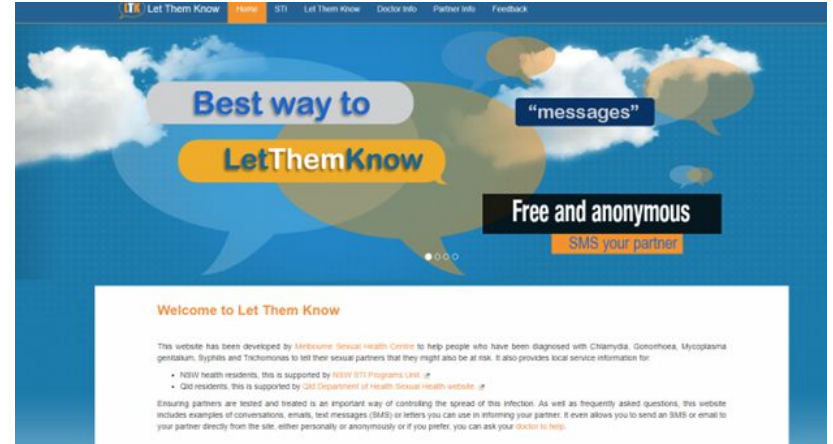 LTK Let Them Know Home STI Let Them Know Doctor Info Partner Info Feedback
Best way to
"messages"
LetThemKnow
Free and anonymous
SMS your partner
Welcome to Let Them Know
This website has been developed by Melbourne Sexual Health Centre to help people who have been diagnosed with Chlamydia, Gonorrhoea, Mycoplasma
genitalium, Syphilis and Trichomonas to tell their sexual partners that they might also be at risk. It also provides local service information for:
• NSW health residents, this is supported by NSW STI Programs Unit
• Qld residents, this is supported by Qld Department of Health Sexual Health website
Ensuring partners are tested and treated is an important way of controlling the spread of this infection. As well as frequently asked questions, this website
includes examples of conversations, emails, text messages (SMS) or letters you can use in informing your partner. It even allows you to send an SMS or email to
your partner directly from the site, either personally or anonymously or if you prefer, you can ask your doctor to help.